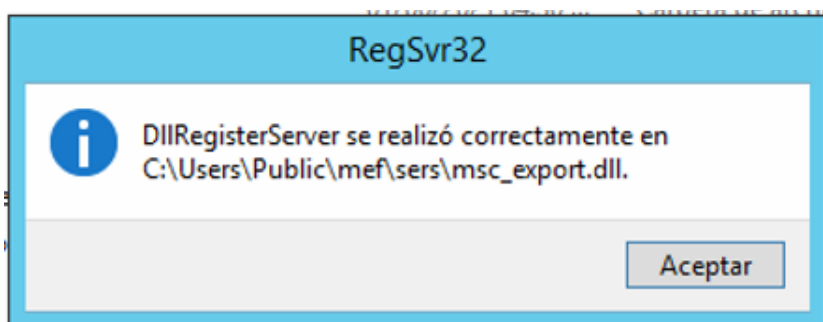 RegSvr32
DllRegisterServer se realizó correctamente en
C:\Users\Public\mef\sers\msc_export.dll.
Aceptar